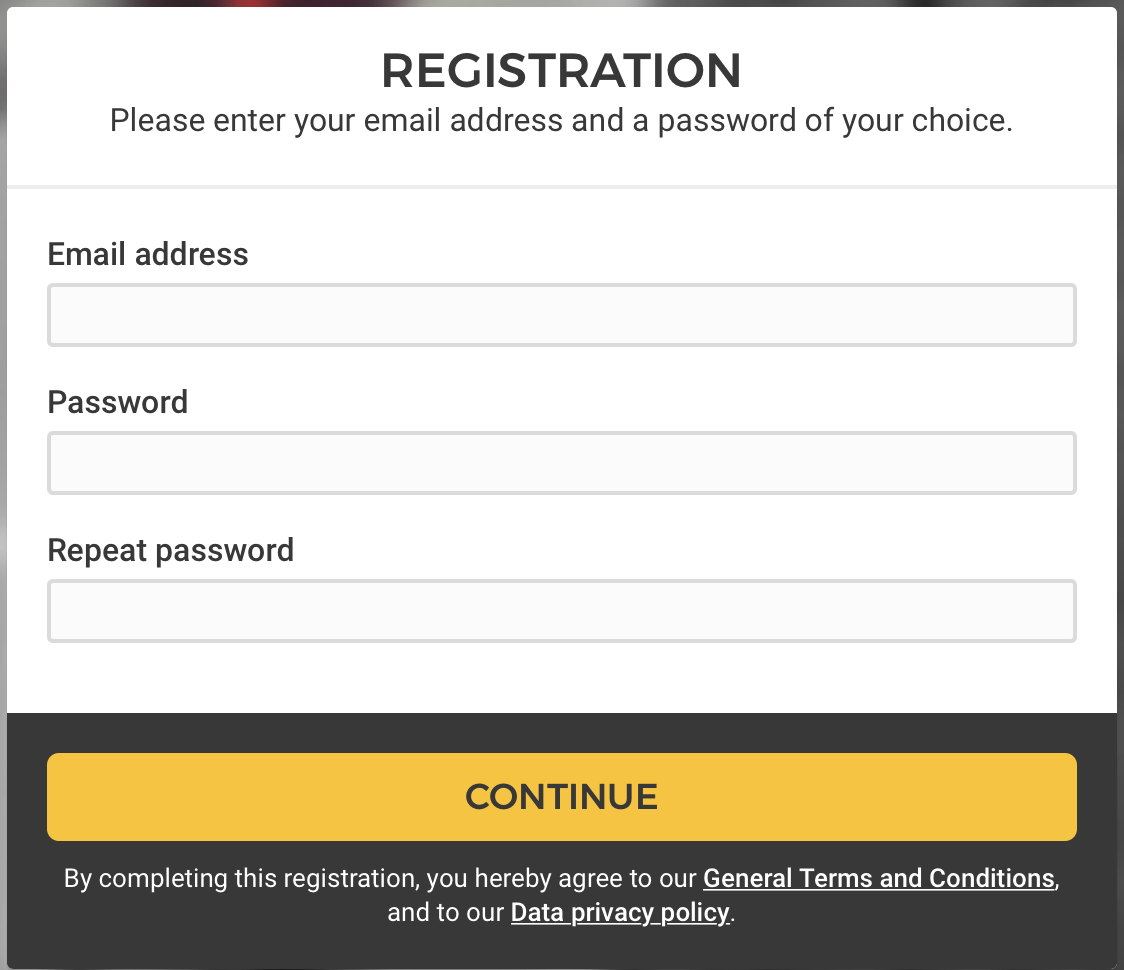 REGISTRATION
Please enter your email address and a password of your choice.
Email address
Password
Repeat password
CONTINUE
By completing this registration, you hereby agree to our General Terms and Conditions,
and to our Data privacy policy.